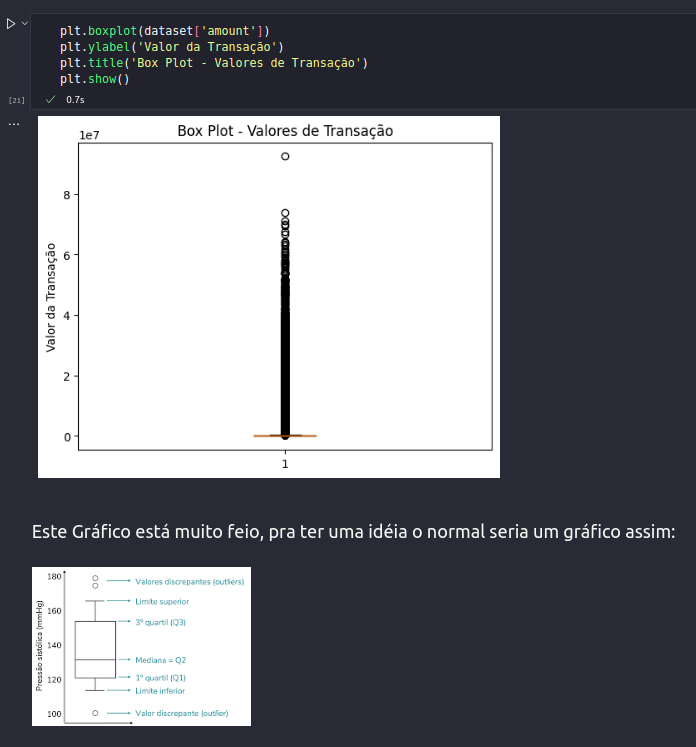 plt.boxplot(dataset['amount'])
plt.ylabel('Valor da Transação')
plt.title('Box Plot - Valores de Transação')
plt.show()
[21]
0.7s
...
Box Plot - Valores de Transação
1e7
8
6
4
2
0
Valor da Transação
1
Este Gráfico está muito feio, pra ter uma idéia o normal seria um gráfico assim:
180
160
140
120
100
Pressão sistólica (mmHg)
Valores discrepantes (outliers)
Limite superior
3º quartil (Q3)
Mediana = Q2
1º quartil (Q1)
Limite inferior
Valor discrepante (outlier)